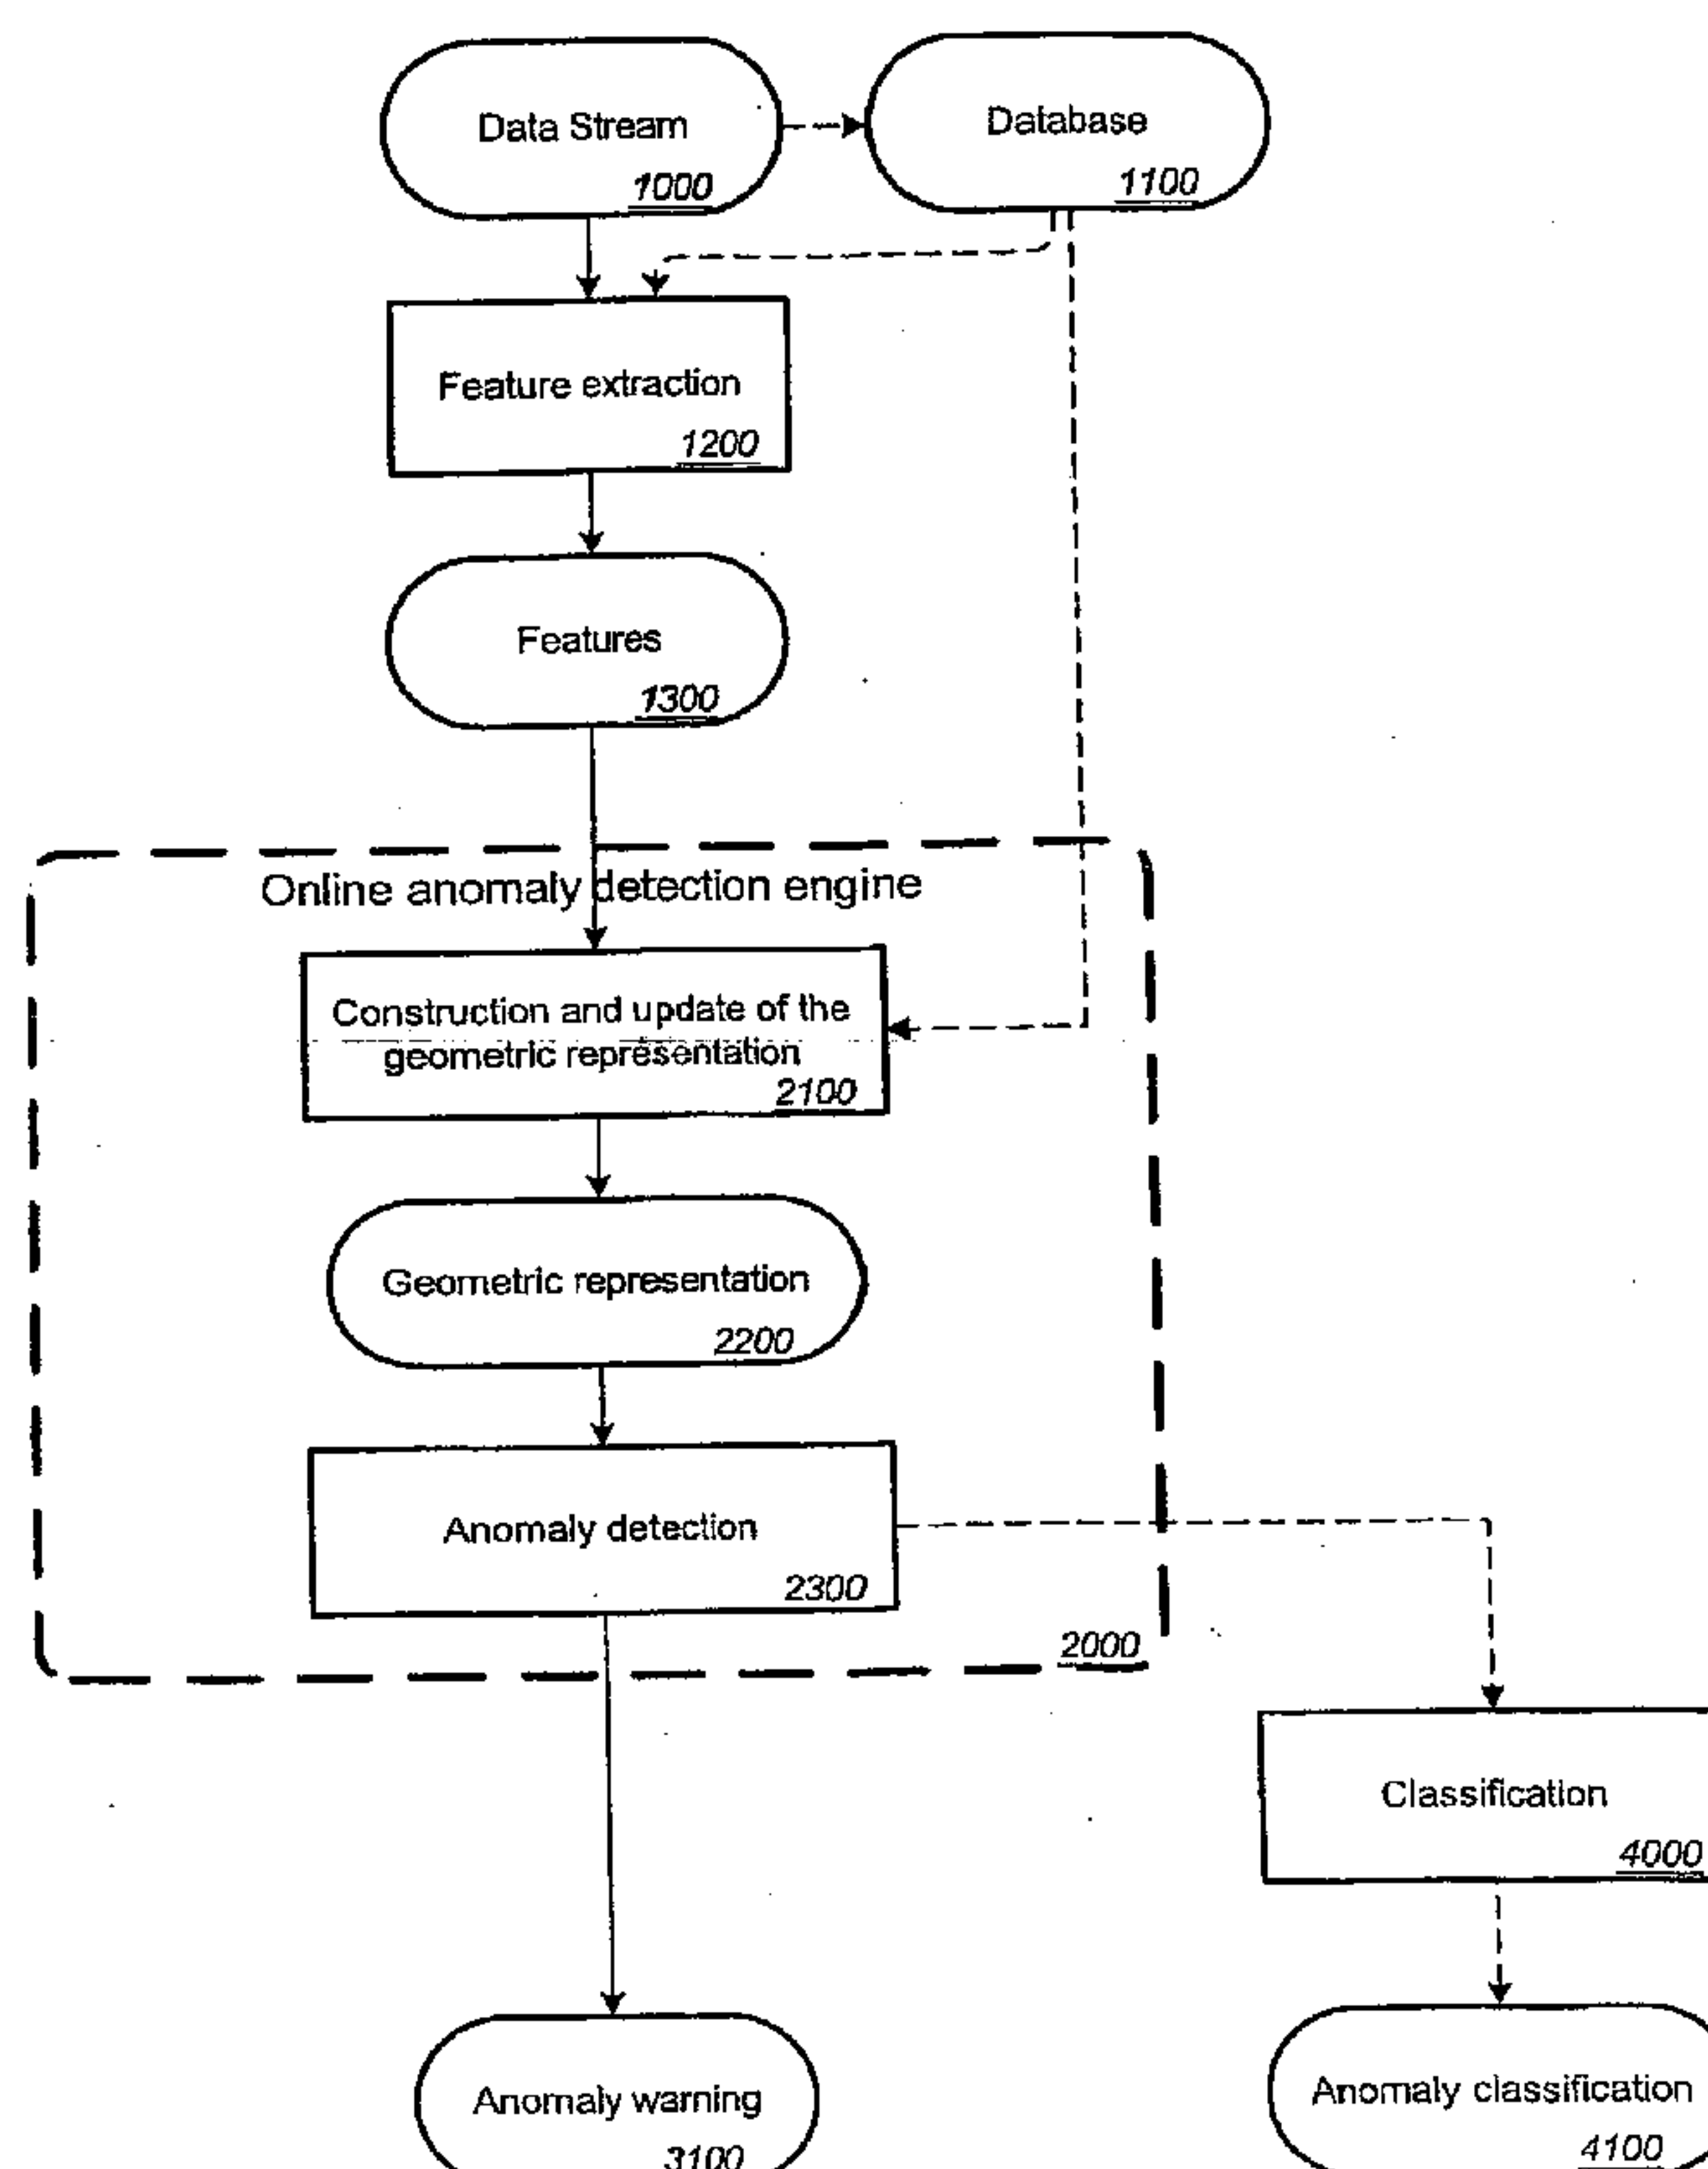 Data Stream
1000
Database
1100
Feature extraction
1200
Features
1300
Online anomaly detection engine
Construction and update of the
geometric representation
2100
Geometric representation
2200
Anomaly detection
2300
2000
Classification
4000
Anomaly warning
3100
Anomaly classification
4100